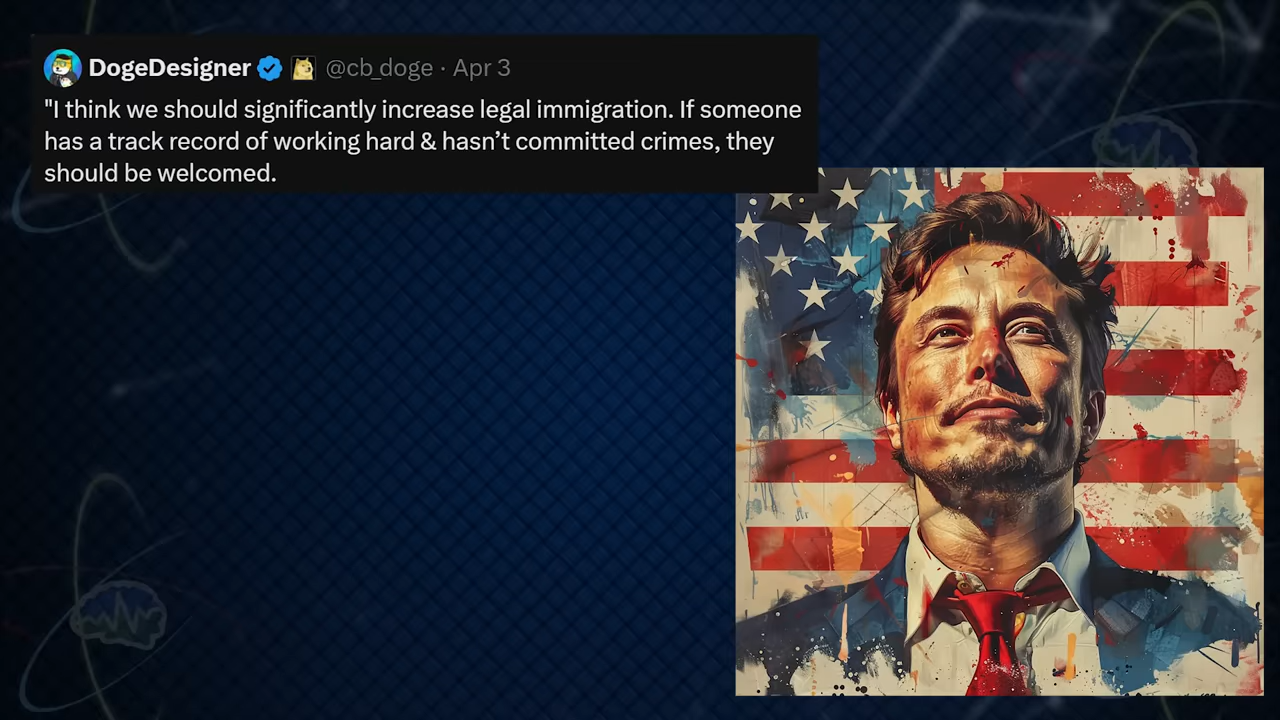 DogeDesigner @cb_doge · Apr 3
"I think we should significantly increase legal immigration. If someone
has a track record of working hard & hasn’t committed crimes, they
should be welcomed.